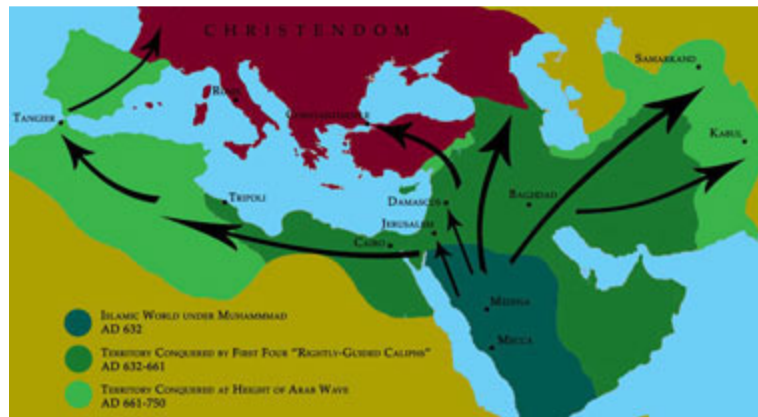 CHRISTENDOM
SAMARKAND
ROME
CONSTANTINOPLE
TANGIER
KABUL
TRIPOLI
DAMASCUS
BAGHDAD
JERUSALEM
CAIRO
MEDINA
MECCA
ISLAMIC WORLD UNDER MUHAMMAD
AD 632
TERRITORY CONQUERED BY FIRST FOUR "RIGHTLY-GUIDED CALIPHS"
AD 632-661
TERRITORY CONQUERED AT HEIGHT OF ARAB WAVE
AD 661-750